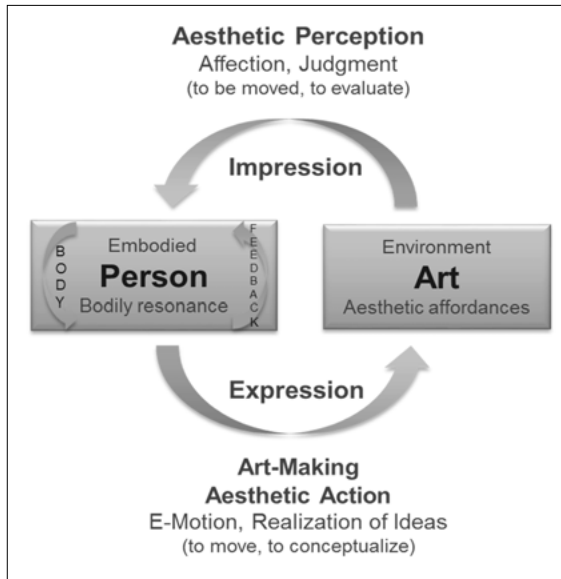 Aesthetic Perception
Affection, Judgment
(to be moved, to evaluate)
Impression
BODY
Embodied
Person
Bodily resonance
FEEDBACK
Environment
Art
Aesthetic affordances
Expression
Art-Making
Aesthetic Action
E-Motion, Realization of Ideas
(to move, to conceptualize)